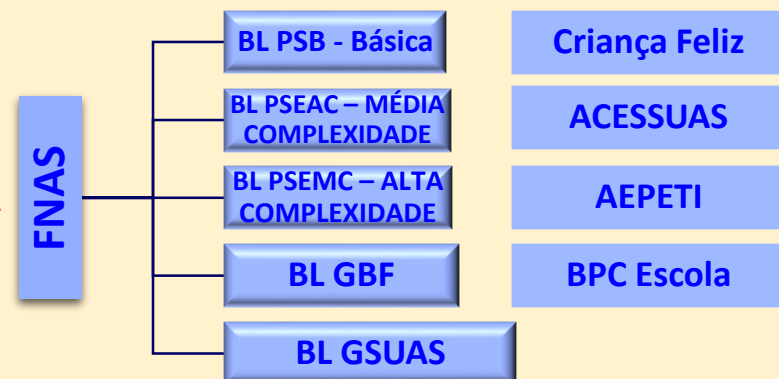 FNAS
BL PSB - Básica
BL PSEAC – MÉDIA
COMPLEXIDADE
BL PSEMC – ALTA
COMPLEXIDADE
BL GBF
BL GSUAS
Criança Feliz
ACESSUAS
AEPETI
BPC Escola